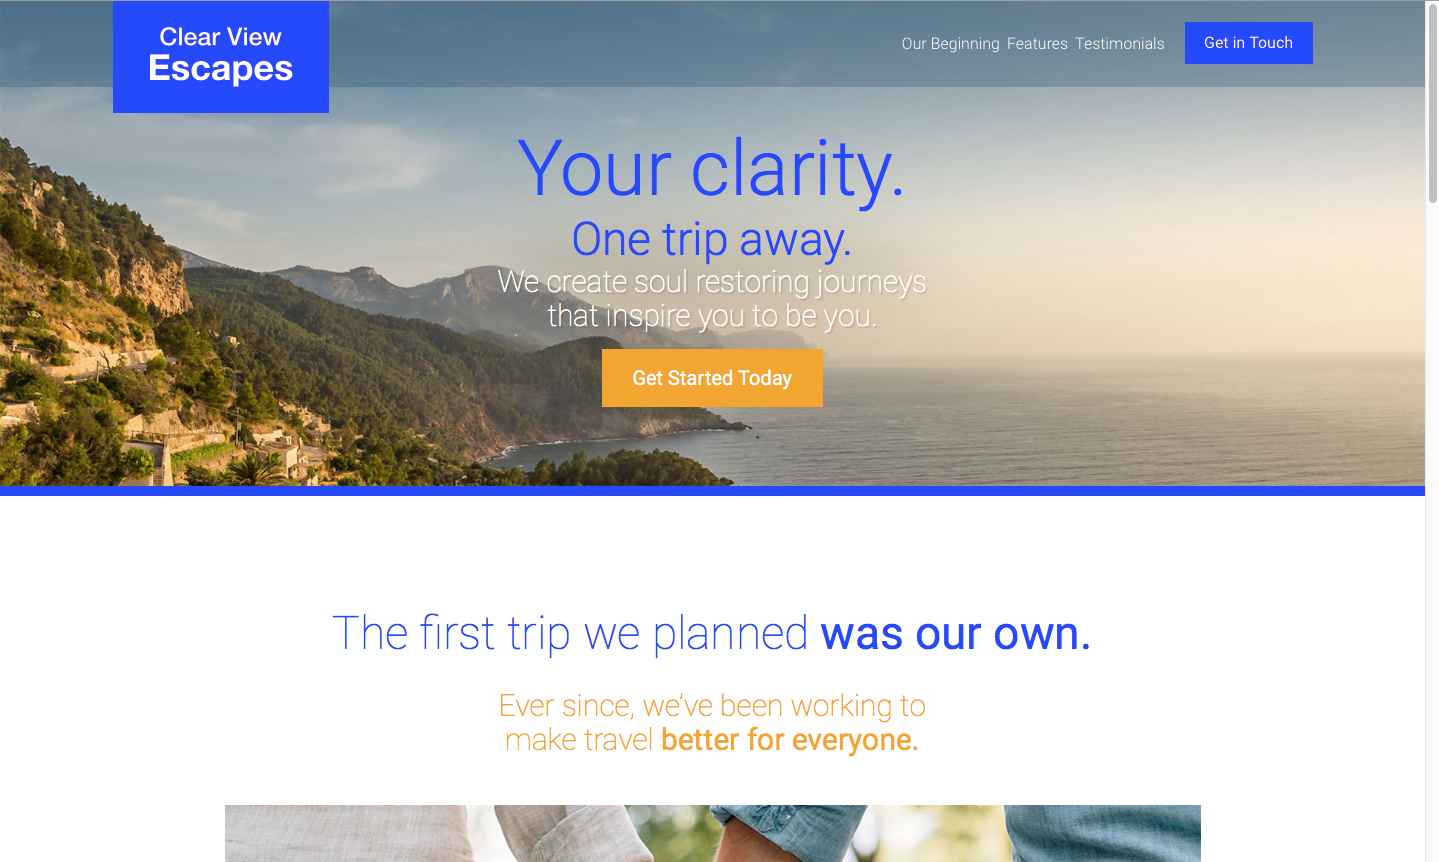 Clear View
Escapes
Our Beginning Features Testimonials Get in Touch
Your clarity.
One trip away.
We create soul restoring journeys
that inspire you to be you.
Get Started Today
The first trip we planned was our own.
Ever since, we’ve been working to
make travel better for everyone.